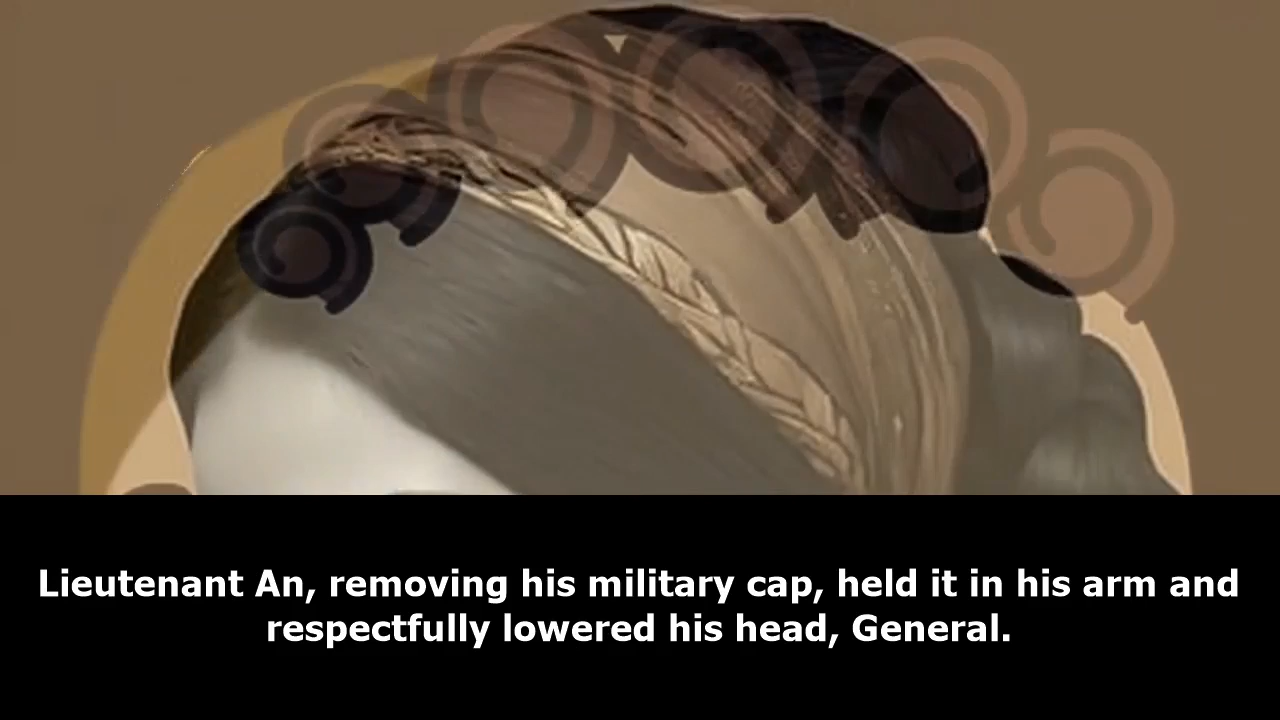 Lieutenant An, removing his military cap, held it in his arm and
respectfully lowered his head, General.